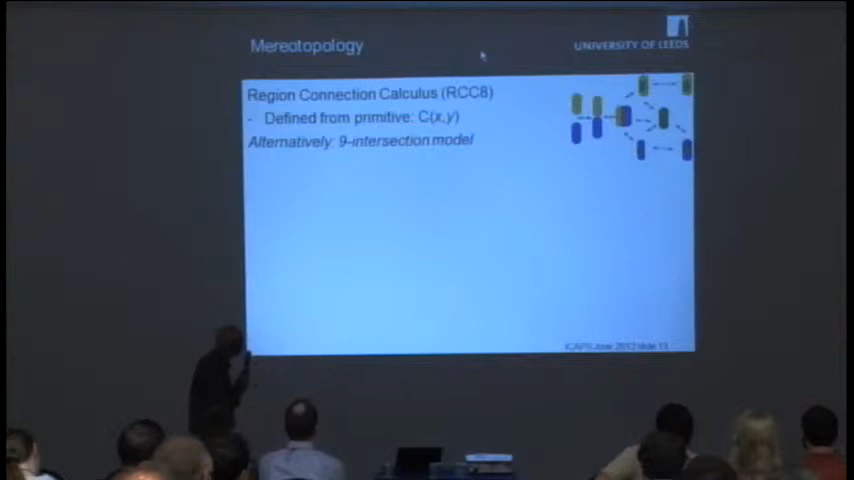 Mereotopology
UNIVERSITY OF LEEDS
Region Connection Calculus (RCC8)
- Defined from primitive: C(x,y)
Alternatively: 9-intersection model
ICAPS June 2012 slide 13